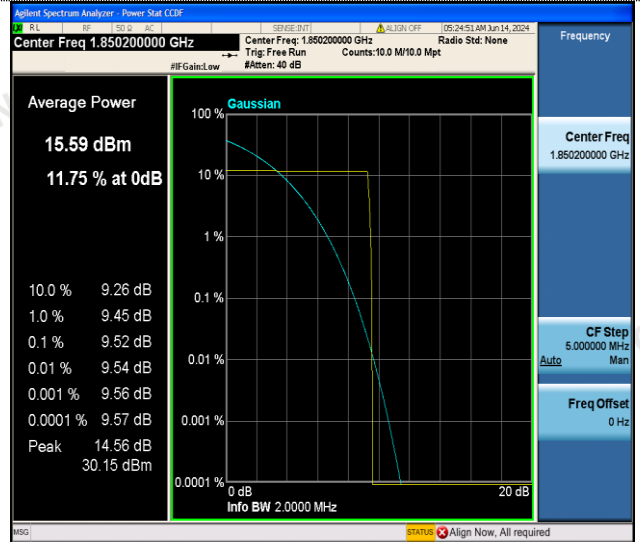 Agilent Spectrum Analyzer - Power Stat CCDF
RL RF 50 Ω AC SENSE:INT ALIGN OFF 05:24:51 AM Jun 14, 2024
Center Freq 1.850200000 GHz
Center Freq: 1.850200000 GHz Radio Std: None
Trig: Free Run Counts:10.0 M/10.0 Mpt
#IFGain:Low #Atten: 40 dB
Frequency
Average Power
15.59 dBm
11.75 % at 0dB
10.0 % 9.26 dB
1.0 % 9.45 dB
0.1 % 9.52 dB
0.01 % 9.54 dB
0.001 % 9.56 dB
0.0001 % 9.57 dB
Peak 14.56 dB
30.15 dBm
Gaussian
100 %
10 %
1 %
0.1 %
0.01 %
0.001 %
0.0001 %
0 dB 20 dB
Info BW 2.0000 MHz
Center Freq
1.850200000 GHz
CF Step
5.000000 MHz
Auto Man
Freq Offset
0 Hz
MSG STATUS Align Now, All required